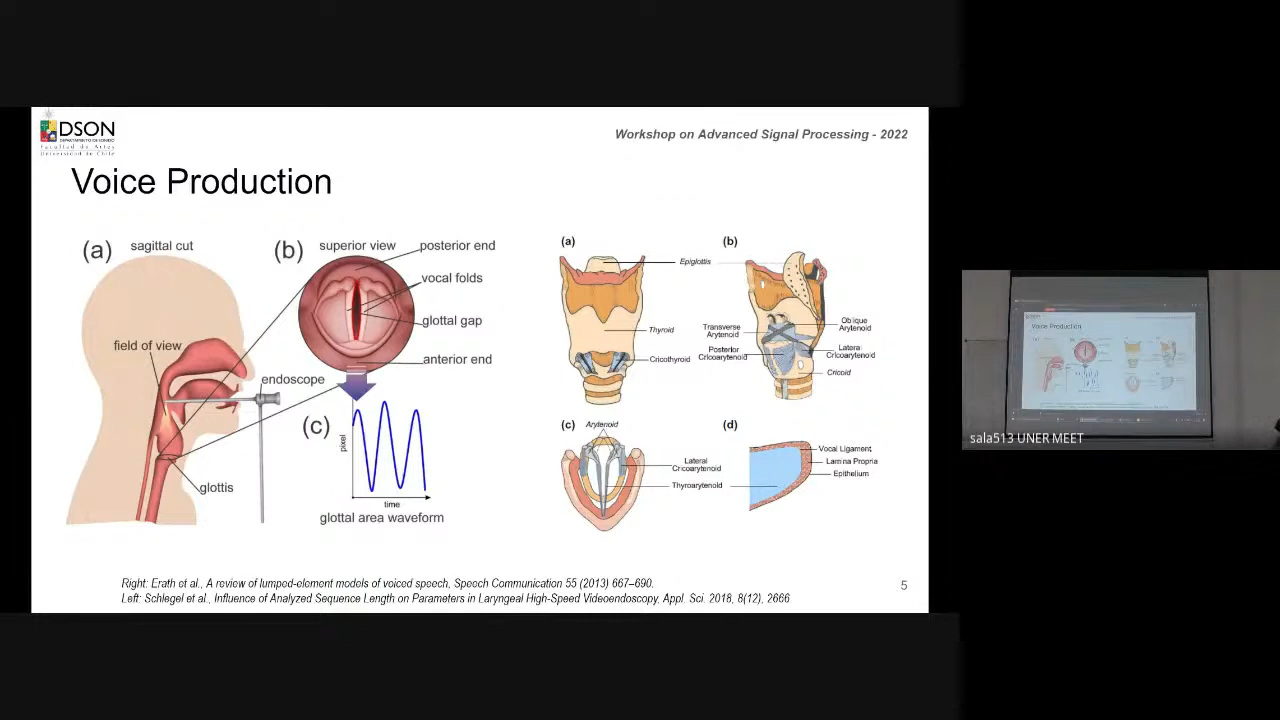 DSON
DEPARTAMENTO DE SONIDO
Facultad de Artes
Universidad de Chile
Workshop on Advanced Signal Processing - 2022
Voice Production
(a) sagittal cut
field of view
endoscope
glottis
(b) superior view
posterior end
vocal folds
glottal gap
anterior end
(c)
pixel
time
glottal area waveform
(a)
Epiglottis
Thyroid
Cricothyroid
(b)
Transverse
Arytenoid
Posterior
Cricoarytenoid
Oblique
Arytenoid
Lateral
Cricoarytenoid
Cricoid
(c)
Arytenoid
Lateral
Cricoarytenoid
Thyroarytenoid
(d)
Vocal Ligament
Lamina Propria
Epithelium
Right: Erath et al., A review of lumped-element models of voiced speech, Speech Communication 55 (2013) 667–690.
Left: Schlegel et al., Influence of Analyzed Sequence Length on Parameters in Laryngeal High-Speed Videoendoscopy, Appl. Sci. 2018, 8(12), 2666
5
Voice Production
sala513 UNER MEET